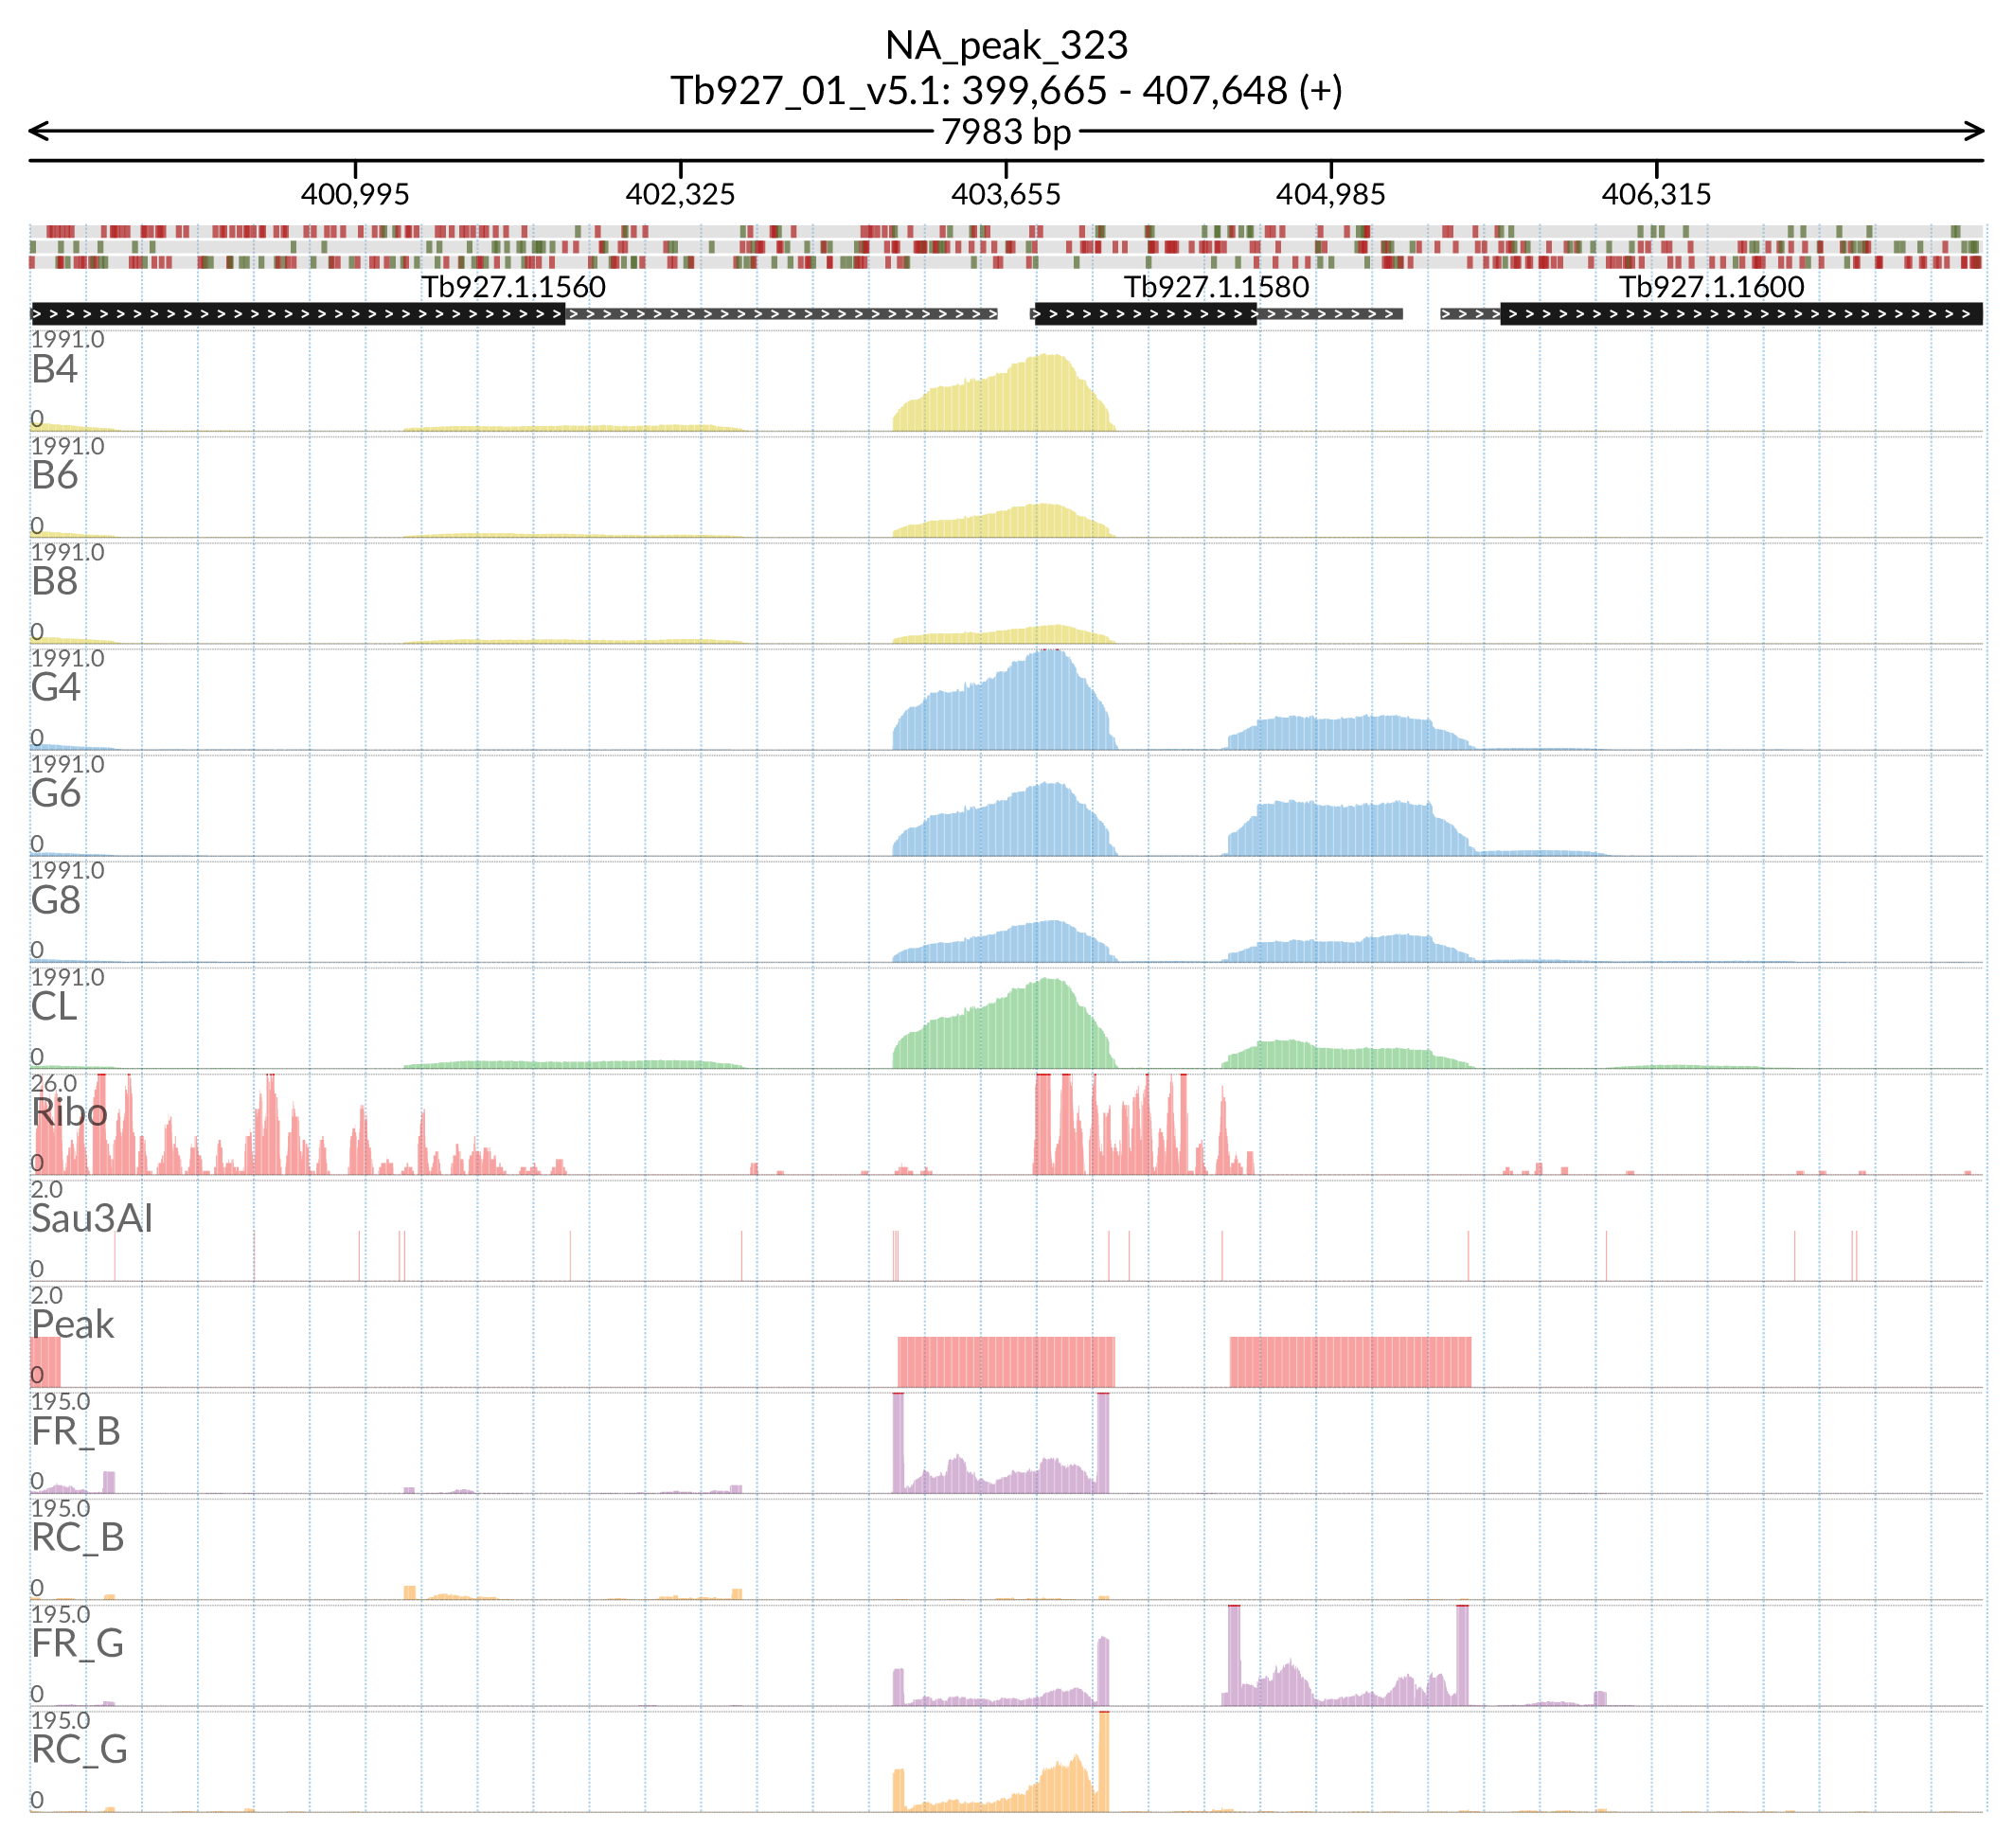 NA_peak_323
Tb927_01_v5.1: 399,665 - 407,648 (+)
7983 bp
400,995 402,325 403,655 404,985 406,315
Tb927.1.1560 Tb927.1.1580 Tb927.1.1600
1991.0
B4
0
1991.0
B6
0
1991.0
B8
0
1991.0
G4
0
1991.0
G6
0
1991.0
G8
0
1991.0
CL
0
26.0
Ribo
0
2.0
Sau3AI
0
2.0
Peak
0
195.0
FR_B
0
195.0
RC_B
0
195.0
FR_G
0
195.0
RC_G
0